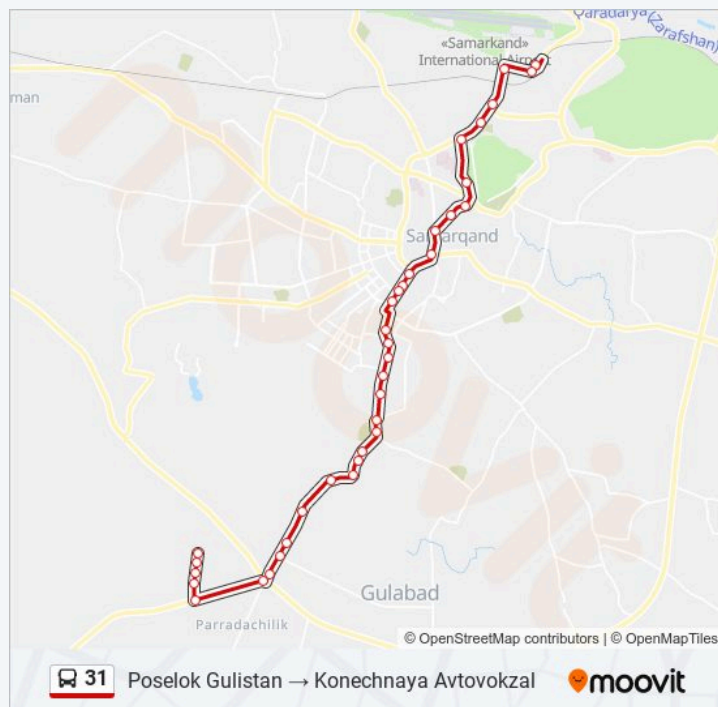 Qaradarya (Zarafshan)
«Samarkand»
International Airport
man
Samarqand
Gulabad
Parradachilik
© OpenStreetMap contributors | © OpenMapTiles
31 Poselok Gulistan → Konechnaya Avtovokzal
moovit